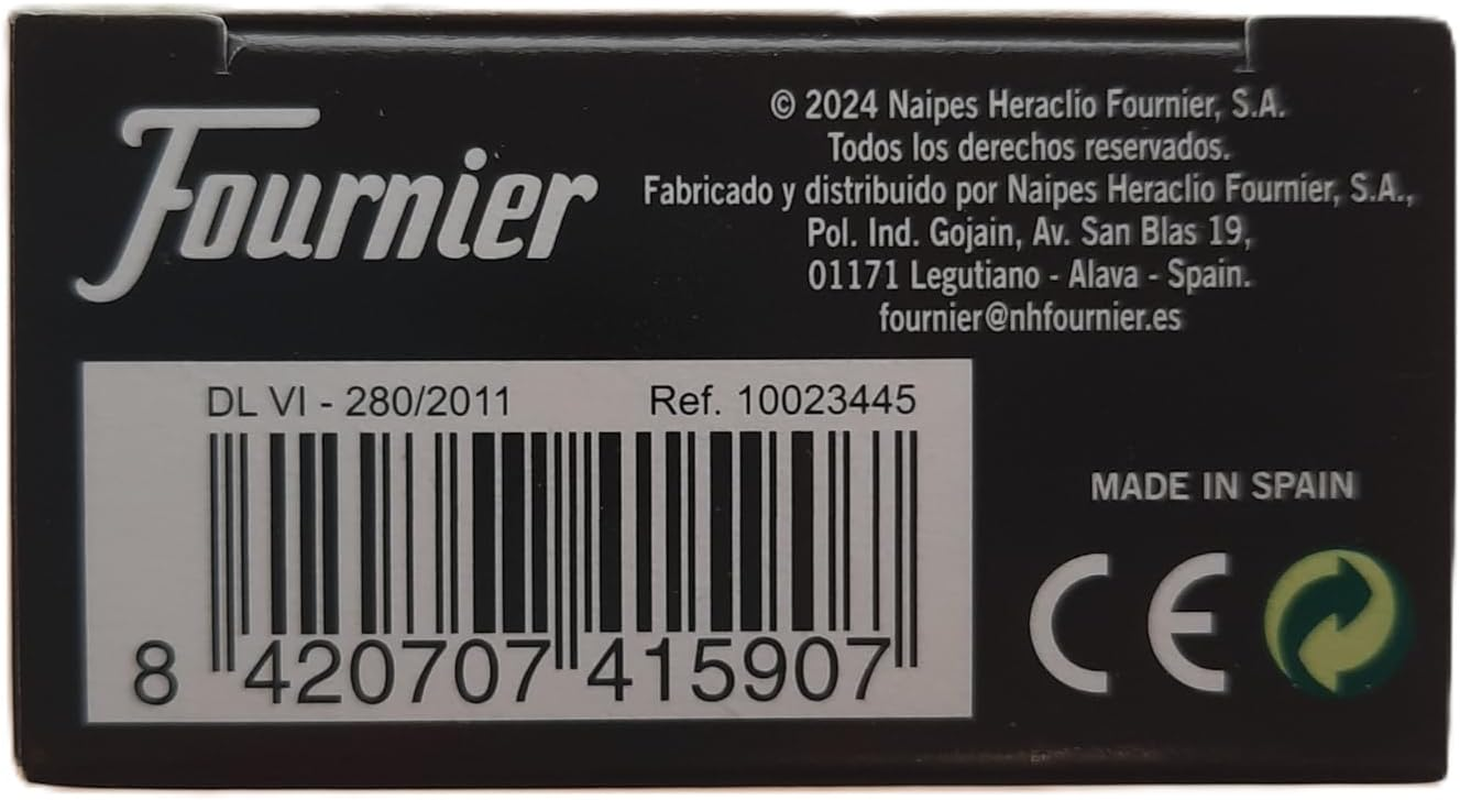 Fournier
© 2024 Naipes Heraclio Fournier, S.A.
Todos los derechos reservados.
Fabricado y distribuido por Naipes Heraclio Fournier, S.A.,
Pol. Ind. Gojain, Av. San Blas 19,
01171 Legutiano - Alava - Spain.
fournier@nhfournier.es
DL VI - 280/2011 Ref. 10023445
8 420707 415907
MADE IN SPAIN
CE